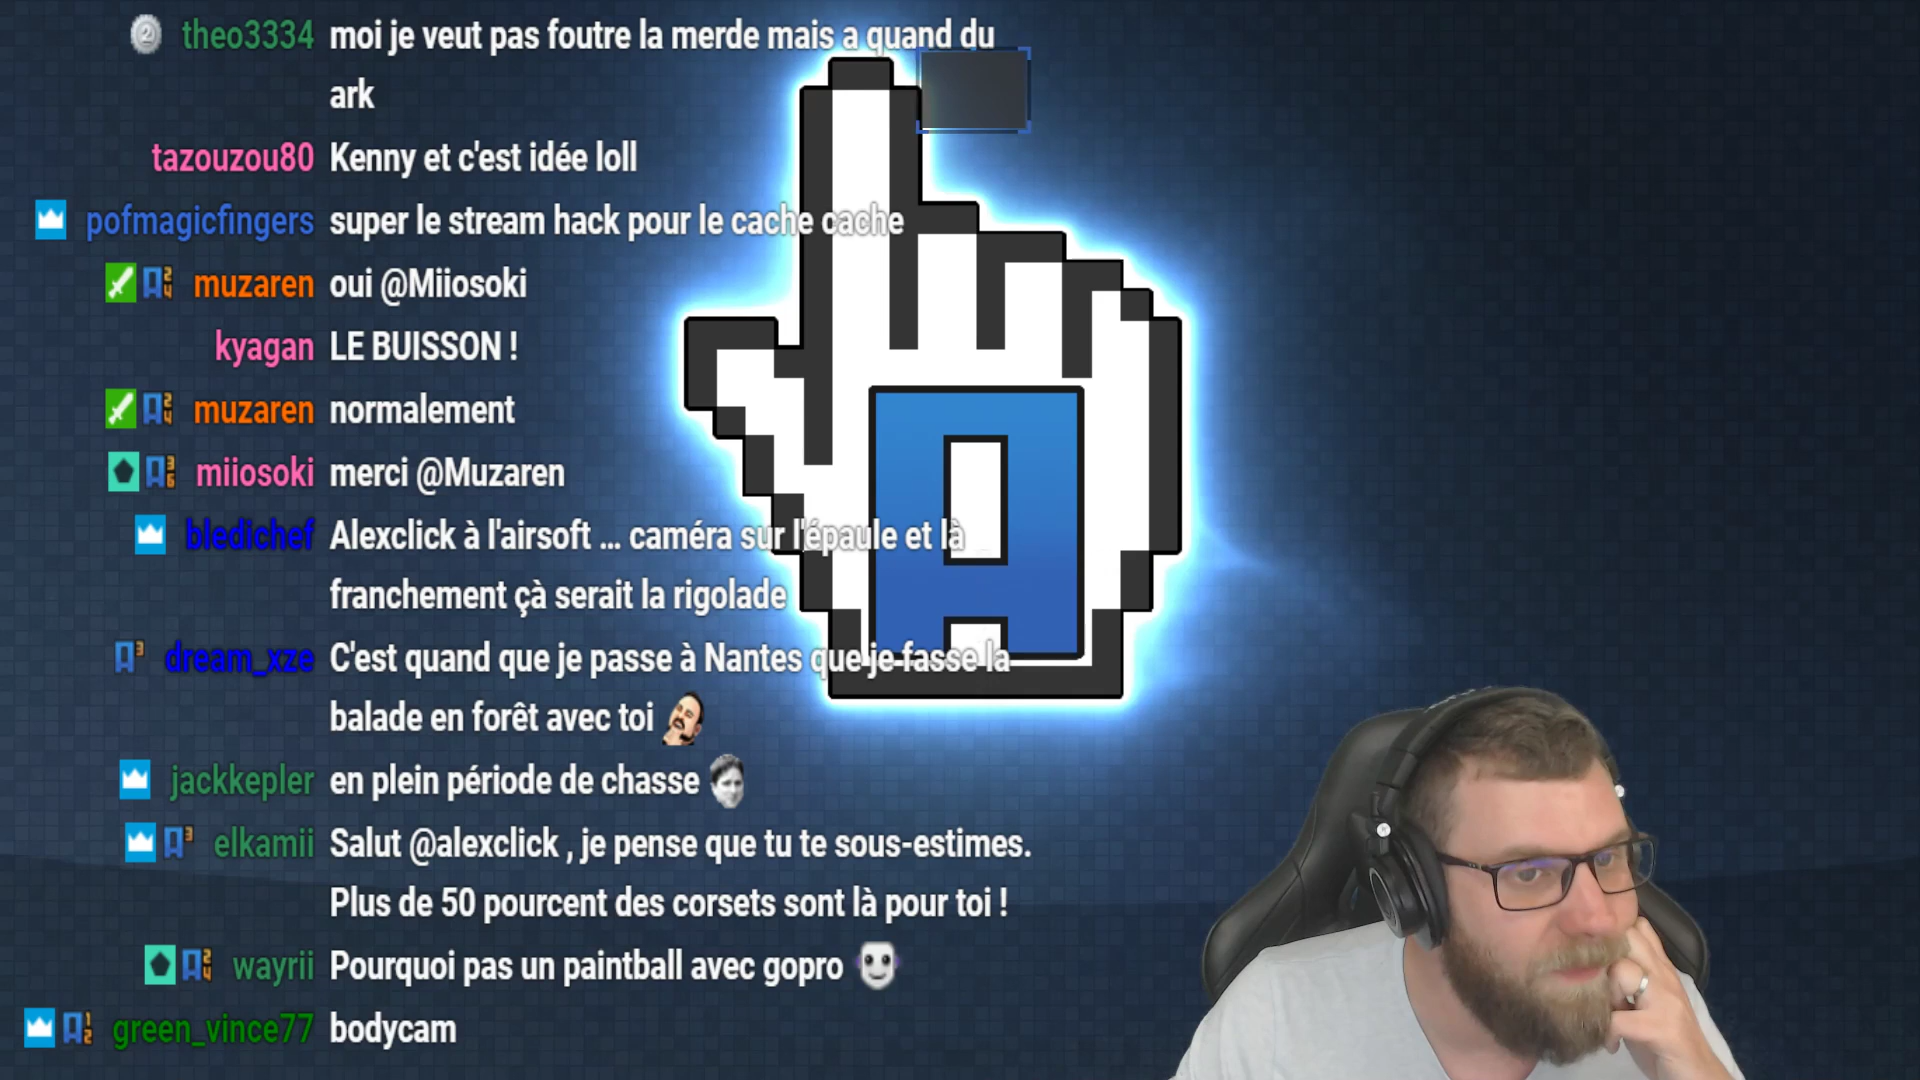 theo3334 moi je veut pas foutre la merde mais a quand du
ark
tazouzou80 Kenny et c'est idée loll
pofmagicfingers super le stream hack pour le cache cache
muzaren oui @Miiosoki
kyagan LE BUISSON !
muzaren normalement
miiosoki merci @Muzaren
bledichef Alexclick à l'airsoft ... caméra sur l'épaule et là
franchement çà serait la rigolade
dream_xze C'est quand que je passe à Nantes que je fasse la
balade en forêt avec toi
jackkepler en plein période de chasse
elkamii Salut @alexclick , je pense que tu te sous-estimes.
Plus de 50 pourcent des corsets sont là pour toi !
wayrii Pourquoi pas un paintball avec gopro
green_vince77 bodycam
A